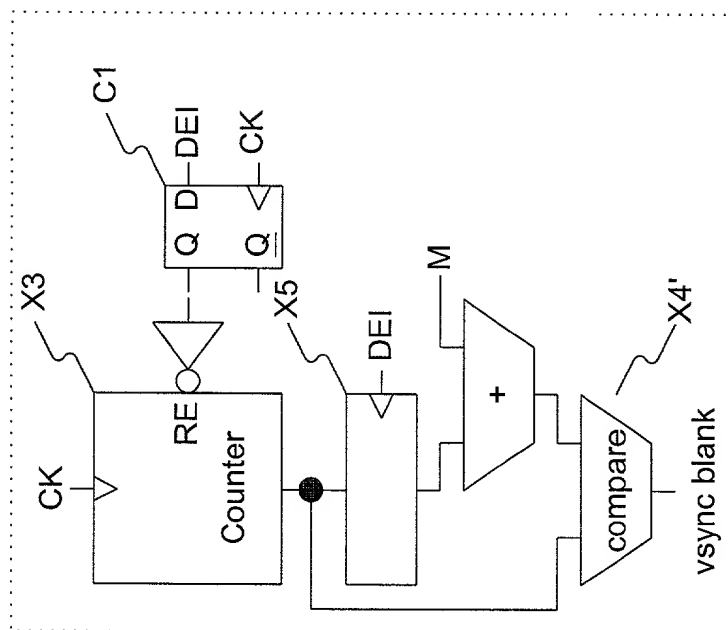 C1
X3
DEI
D
Q
CK
Q
CK
RE
Counter
X5
DEI
M
+
X4'
compare
vsync blank